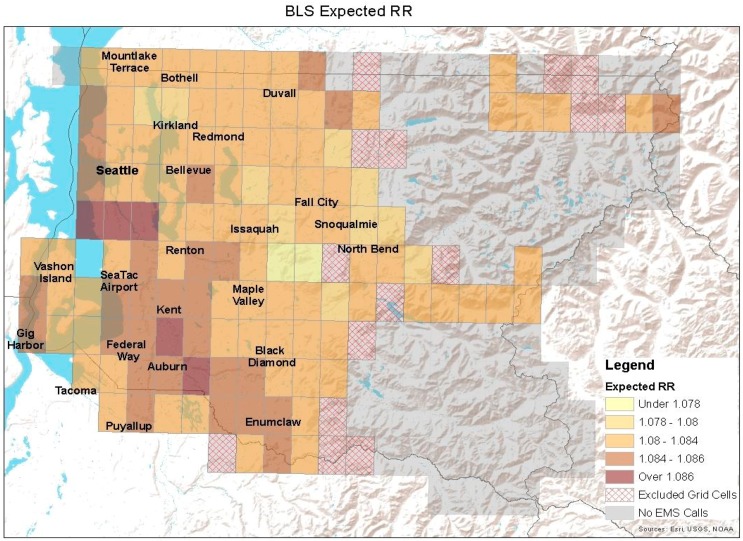 BLS Expected RR
Mountlake
Terrace
Bothell
Duvall
Kirkland
Redmond
Seattle
Bellevue
Fall City
Issaquah
Snoqualmie
Renton
North Bend
Vashon
Island
SeaTac
Airport
Maple
Valley
Kent
Gig
Harbor
Federal
Way
Black
Diamond
Auburn
Tacoma
Puyallup
Enumclaw
Legend
Expected RR
Under 1.078
1.078 - 1.08
1.08 - 1.084
1.084 - 1.086
Over 1.086
Excluded Grid Cells
No EMS Calls
Sources: Esri, USGS, NOAA